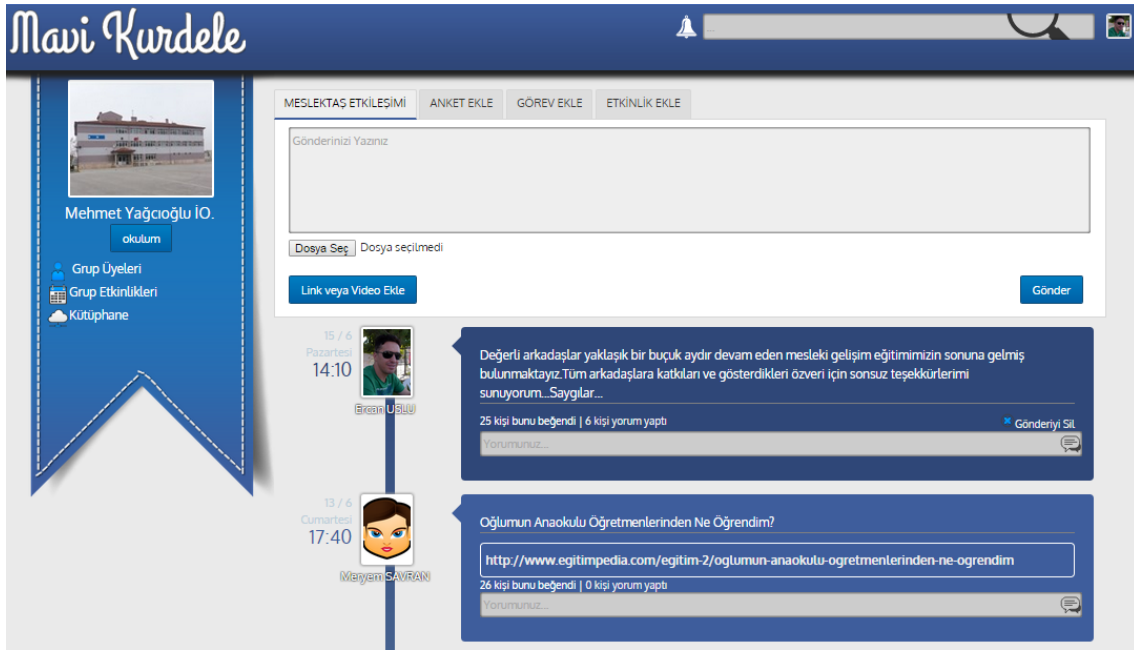 Mavi Kurdele
...
Mehmet Yağcıoğlu İO.
okulum
Grup Üyeleri
Grup Etkinlikleri
Kütüphane
MESLEKTAŞ ETKİLEŞİMİ ANKET EKLE GÖREV EKLE ETKİNLİK EKLE
Gönderinizi Yazınız
Dosya Seç Dosya seçilmedi
Link veya Video Ekle Gönder
15 / 6
Pazartesi
14:10
Ercan USLU
Değerli arkadaşlar yaklaşık bir buçuk aydır devam eden mesleki gelişim eğitimimizin sonuna gelmiş
bulunmaktayız.Tüm arkadaşlara katkıları ve gösterdikleri özveri için sonsuz teşekkürlerimi
sunuyorum...Saygılar...
25 kişi bunu beğendi | 6 kişi yorum yaptı Gönderiyi Sil
Yorumunuz...
13 / 6
Cumartesi
17:40
Meryem SAVRAN
Oğlumun Anaokulu Öğretmenlerinden Ne Öğrendim?
http://www.egitimpedia.com/egitim-2/oglumun-anaokulu-ogretmenlerinden-ne-ogrendim
26 kişi bunu beğendi | 0 kişi yorum yaptı
Yorumunuz...